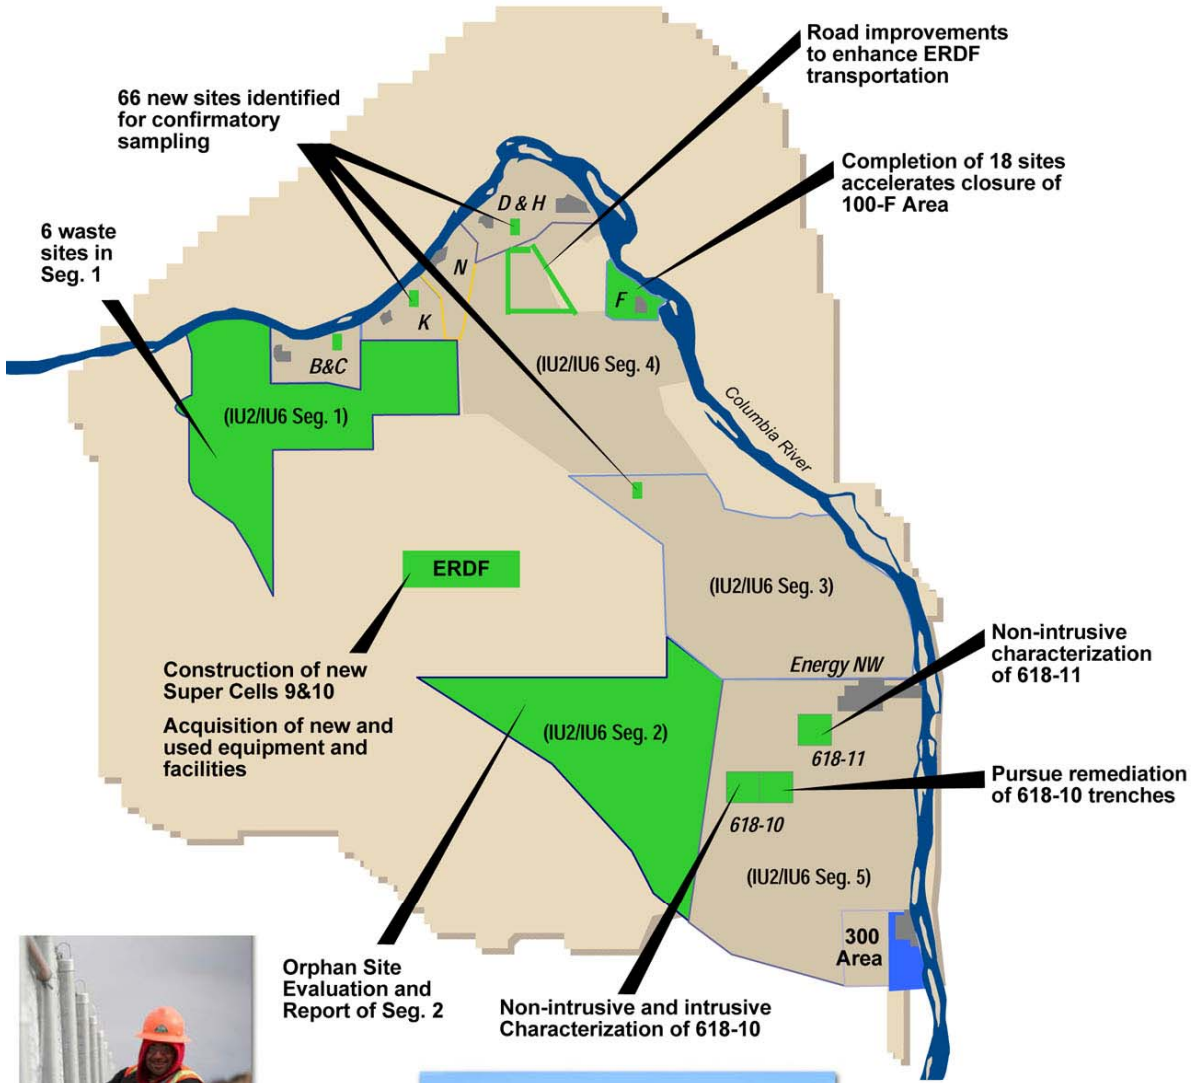 Road improvements
to enhance ERDF
transportation
66 new sites identified
for confirmatory
sampling
Completion of 18 sites
accelerates closure of
100-F Area
6 waste
sites in
Seg. 1
D & H
N
F
K
B&C
(IU2/IU6 Seg. 4)
(IU2/IU6 Seg. 1)
Columbia River
ERDF
(IU2/IU6 Seg. 3)
Non-intrusive
characterization
of 618-11
Energy NW
Construction of new
Super Cells 9&10
Acquisition of new and
used equipment and
facilities
(IU2/IU6 Seg. 2)
618-11
Pursue remediation
of 618-10 trenches
618-10
(IU2/IU6 Seg. 5)
300
Area
Orphan Site
Evaluation and
Report of Seg. 2
Non-intrusive and intrusive
Characterization of 618-10